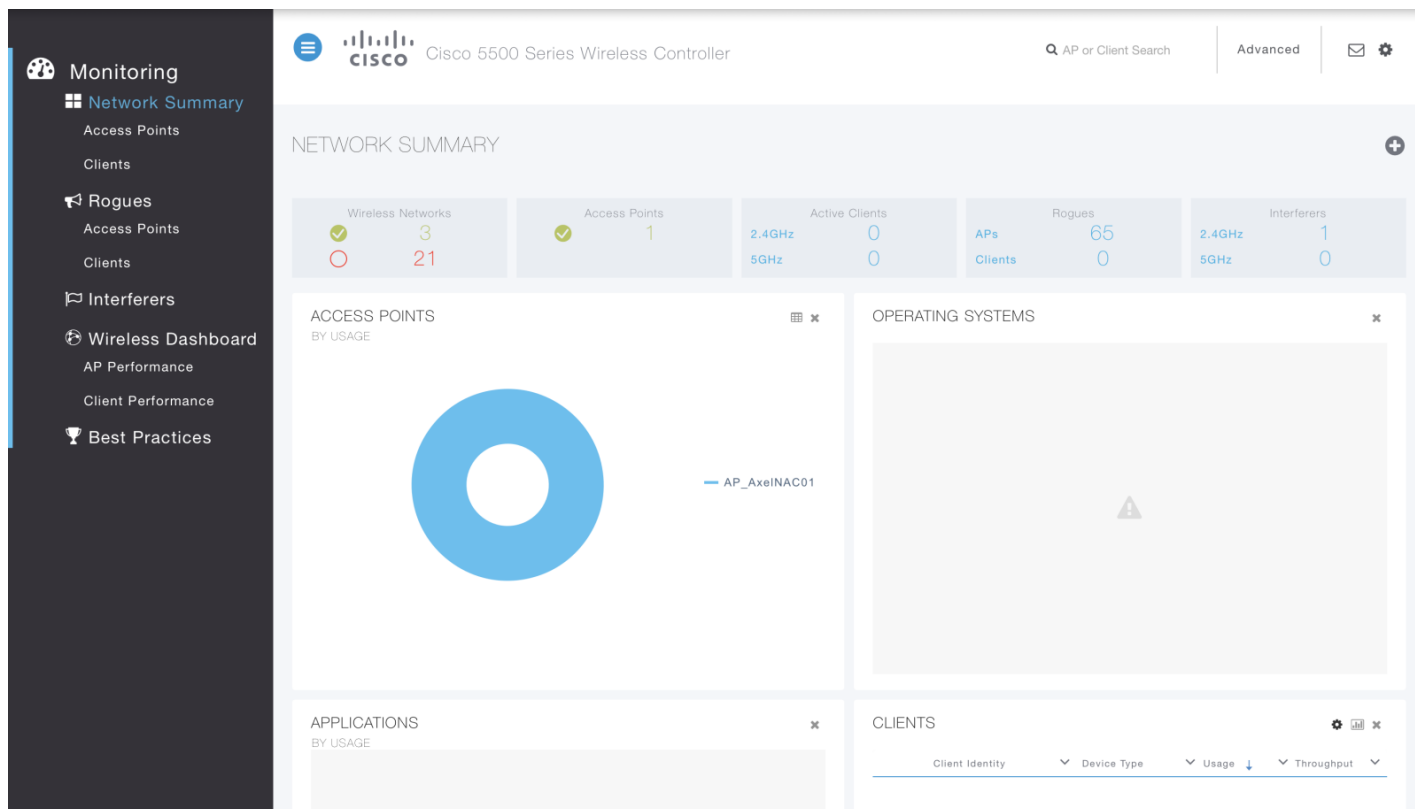 Monitoring
Network Summary
Access Points
Clients
Rogues
Access Points
Clients
Interferers
Wireless Dashboard
AP Performance
Client Performance
Best Practices
CISCO Cisco 5500 Series Wireless Controller
AP or Client Search
Advanced
NETWORK SUMMARY
Wireless Networks
3
21
Access Points
1
Active Clients
2.4GHz 0
5GHz 0
Rogues
APs 65
Clients 0
Interferers
2.4GHz 1
5GHz 0
ACCESS POINTS
BY USAGE
AP_AxelNAC01
OPERATING SYSTEMS
APPLICATIONS
BY USAGE
CLIENTS
Client Identity Device Type Usage Throughput